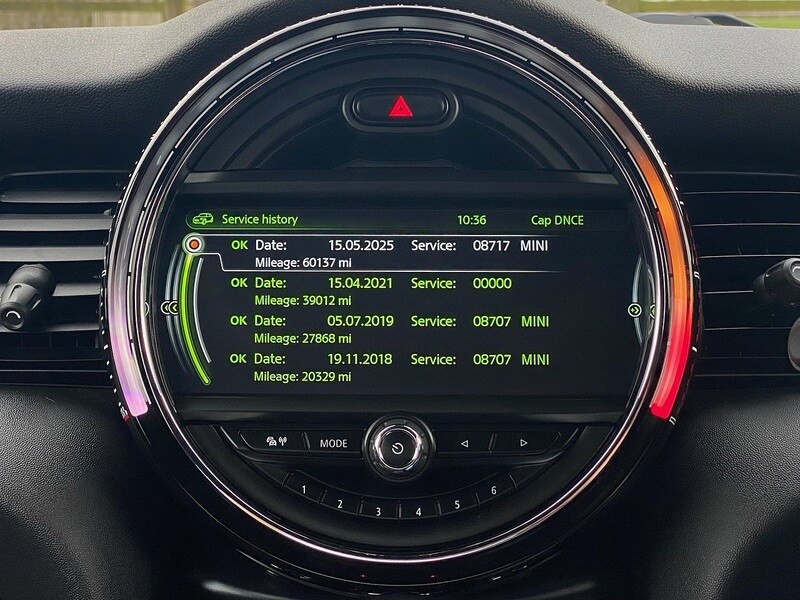 Service history 10:36 Cap DNCE
OK Date: 15.05.2025 Service: 08717 MINI
Mileage: 60137 mi
OK Date: 15.04.2021 Service: 00000
Mileage: 39012 mi
OK Date: 05.07.2019 Service: 08707 MINI
Mileage: 27868 mi
OK Date: 19.11.2018 Service: 08707 MINI
Mileage: 20329 mi
MODE
1 2 3 4 5 6